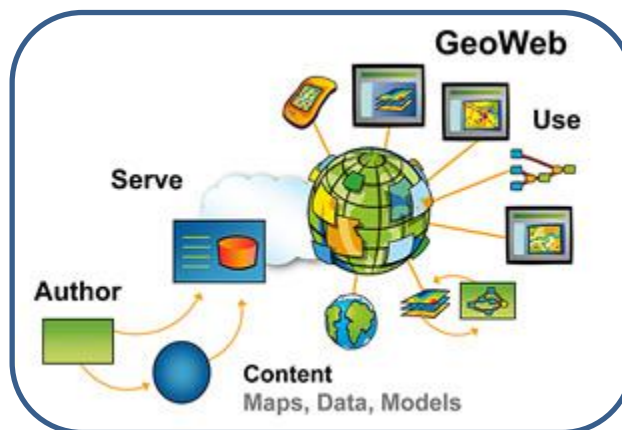 GeoWeb
Use
Serve
Author
Content
Maps, Data, Models